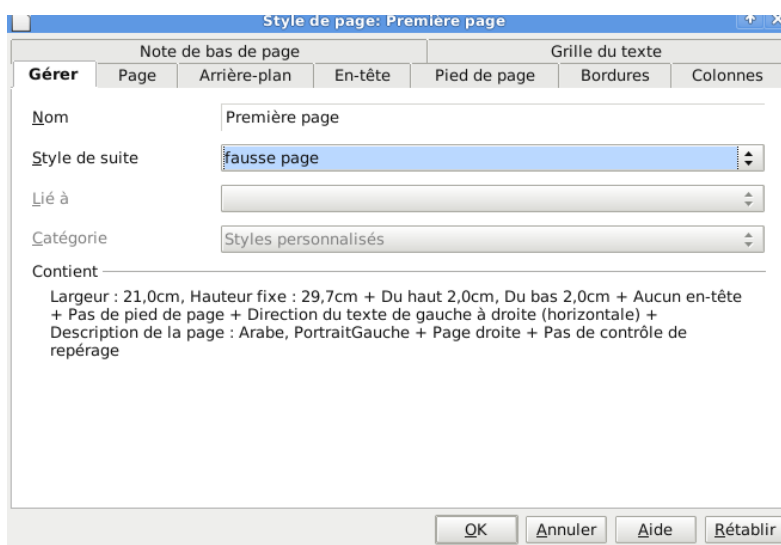 Style de page: Première page
Note de bas de page Grille du texte
Gérer Page Arrière-plan En-tête Pied de page Bordures Colonnes
Nom Première page
Style de suite fausse page
Lié à
Catégorie Styles personnalisés
Contient
Largeur : 21,0cm, Hauteur fixe : 29,7cm + Du haut 2,0cm, Du bas 2,0cm + Aucun en-tête
+ Pas de pied de page + Direction du texte de gauche à droite (horizontale) +
Description de la page : Arabe, PortraitGauche + Page droite + Pas de contrôle de
repérage
OK Annuler Aide Rétablir